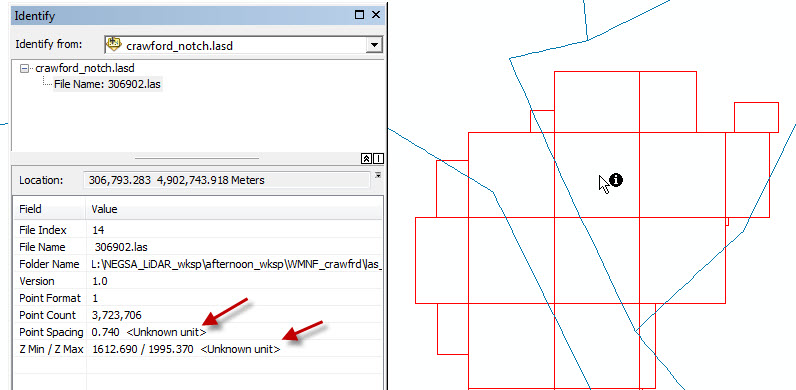 Identify
Identify from: crawford_notch.lasd
crawford_notch.lasd
File Name: 306902.las
Location: 306,793.283 4,902,743.918 Meters
Field Value
File Index 14
File Name 306902.las
Folder Name L:\NEGSA_LiDAR_wksp\afternoon_wksp\WMNF_crawfrd\las_
Version 1.0
Point Format 1
Point Count 3,723,706
Point Spacing 0.740 <Unknown unit>
Z Min / Z Max 1612.690 / 1995.370 <Unknown unit>